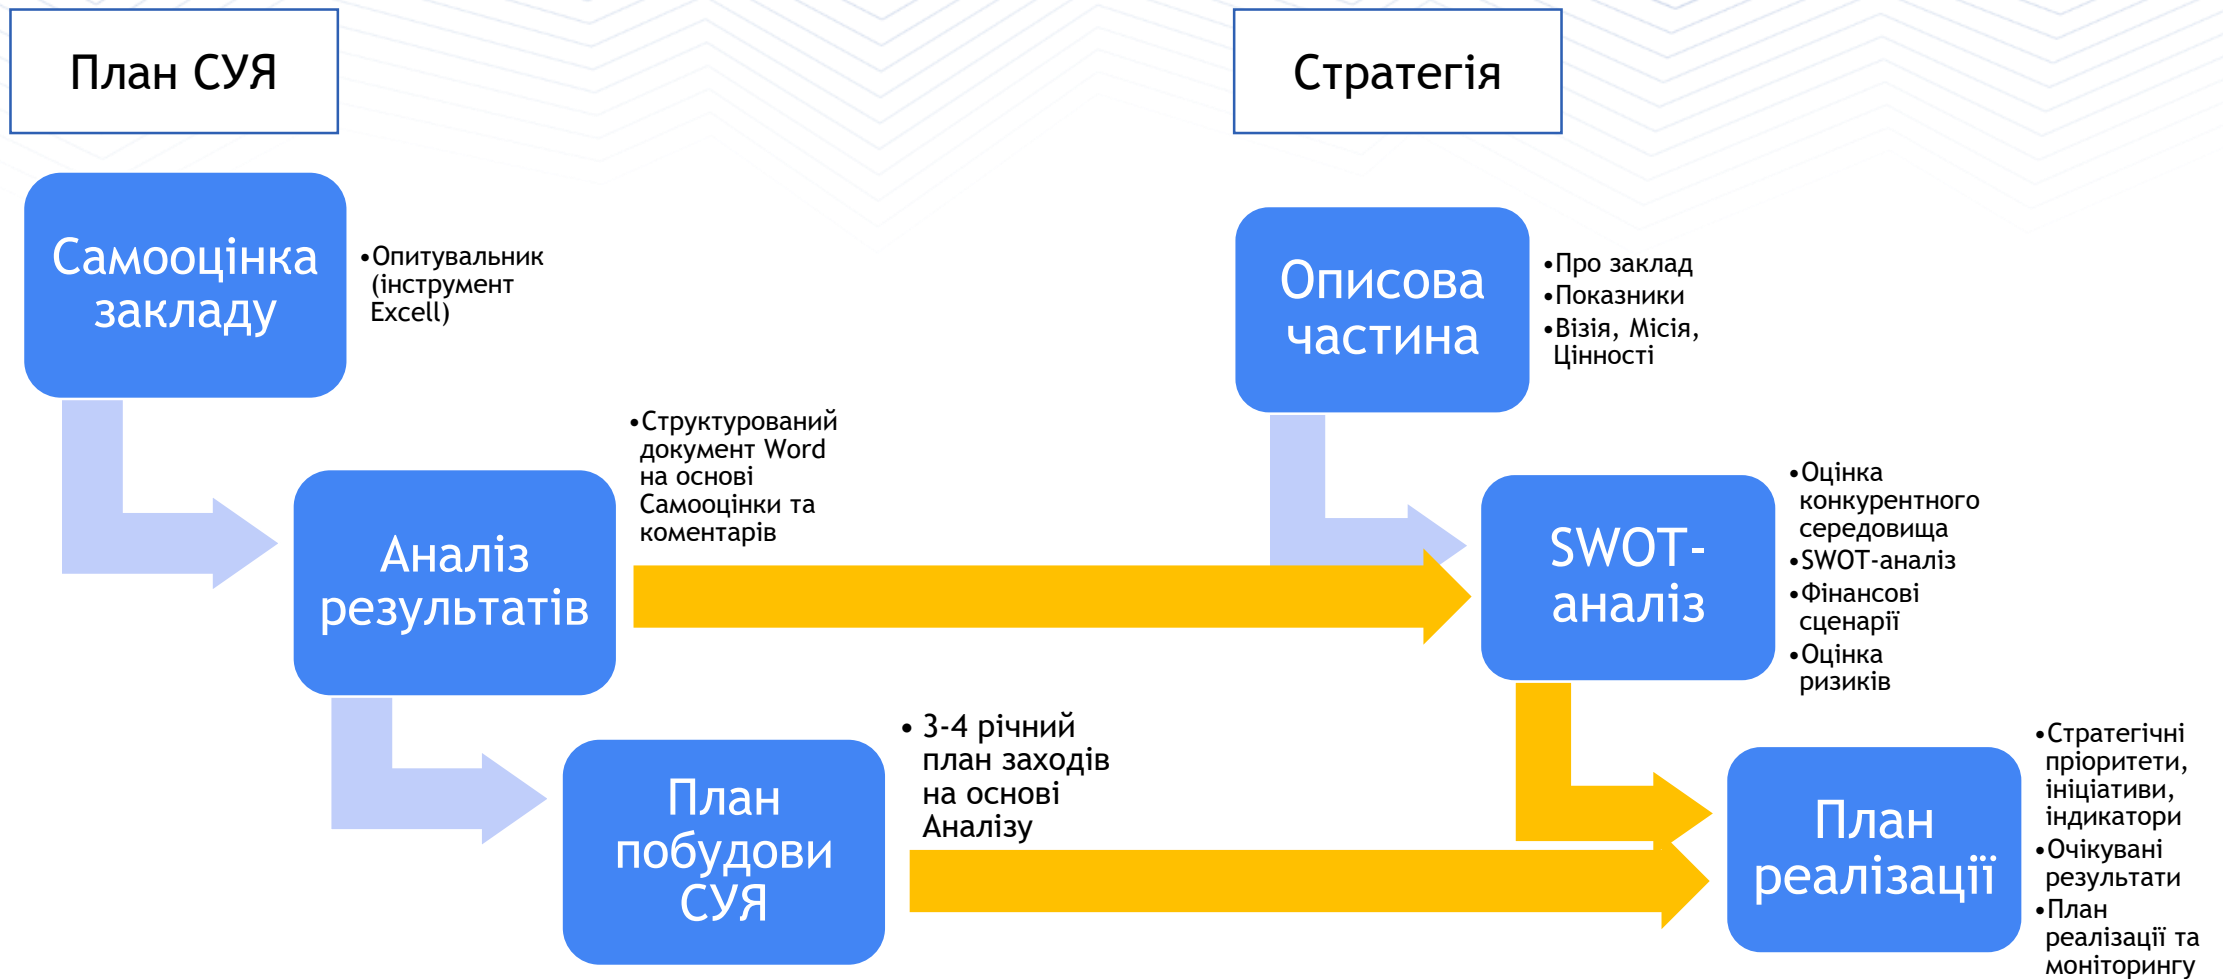 План СУЯ
Стратегія
Самооцінка
закладу
•Опитувальник
(інструмент
Excell)
Аналіз
результатів
•Структурований
документ Word
на основі
Самооцінки та
коментарів
План
побудови
СУЯ
• 3-4 річний
план заходів
на основі
Аналізу
Описова
частина
•Про заклад
•Показники
•Візія, Місія,
Цінності
SWOT-
аналіз
•Оцінка
конкурентного
середовища
•SWOT-аналіз
•Фінансові
сценарії
•Оцінка
ризиків
План
реалізації
•Стратегічні
пріоритети,
ініціативи,
індикатори
•Очікувані
результати
•План
реалізації та
моніторингу